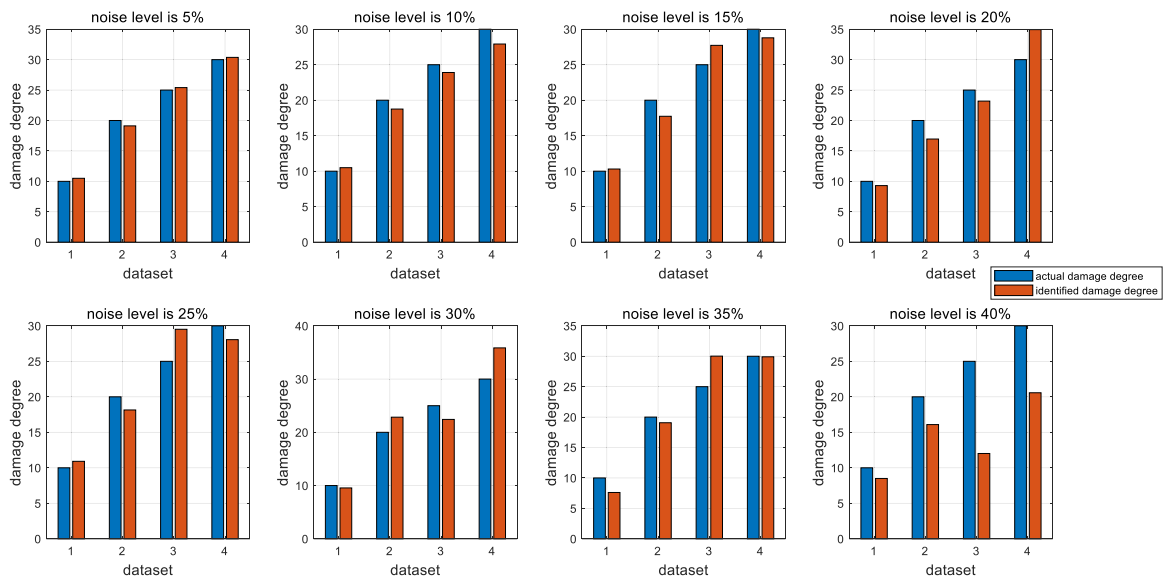 noise level is 5%
35
30
25
20
15
10
5
0
damage degree
1 2 3 4
dataset
noise level is 10%
30
25
20
15
10
5
0
damage degree
1 2 3 4
dataset
noise level is 15%
30
25
20
15
10
5
0
damage degree
1 2 3 4
dataset
noise level is 20%
35
30
25
20
15
10
5
0
damage degree
1 2 3 4
dataset
actual damage degree
identified damage degree
noise level is 25%
30
25
20
15
10
5
0
damage degree
1 2 3 4
dataset
noise level is 30%
40
30
20
10
0
damage degree
1 2 3 4
dataset
noise level is 35%
35
30
25
20
15
10
5
0
damage degree
1 2 3 4
dataset
noise level is 40%
30
25
20
15
10
5
0
damage degree
1 2 3 4
dataset